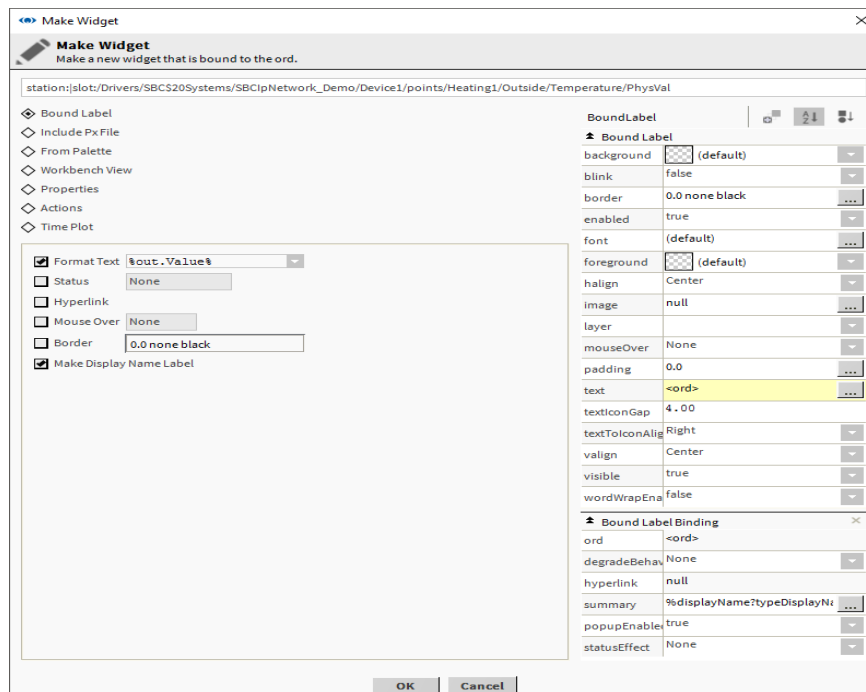 Make Widget
Make Widget
Make a new widget that is bound to the ord.
station:|slot:/Drivers/SBC$20Systems/SBCIpNetwork_Demo/Device1/points/Heating1/Outside/Temperature/PhysVal
Bound Label
Include Px File
From Palette
Workbench View
Properties
Actions
Time Plot
Format Text %out.Value%
Status None
Hyperlink
Mouse Over None
Border 0.0 none black
Make Display Name Label
BoundLabel
Bound Label
background (default)
blink false
border 0.0 none black ...
enabled true
font (default) ...
foreground (default)
halign Center
image null ...
layer
mouseOver None
padding 0.0 ...
text <ord> ...
textIconGap 4.00
textToIconAlig Right
valign Center
visible true
wordWrapEna false
Bound Label Binding
ord <ord>
degradeBehav None
hyperlink null
summary %displayName?typeDisplayNa ...
popupEnabled true
statusEffect None
OK Cancel